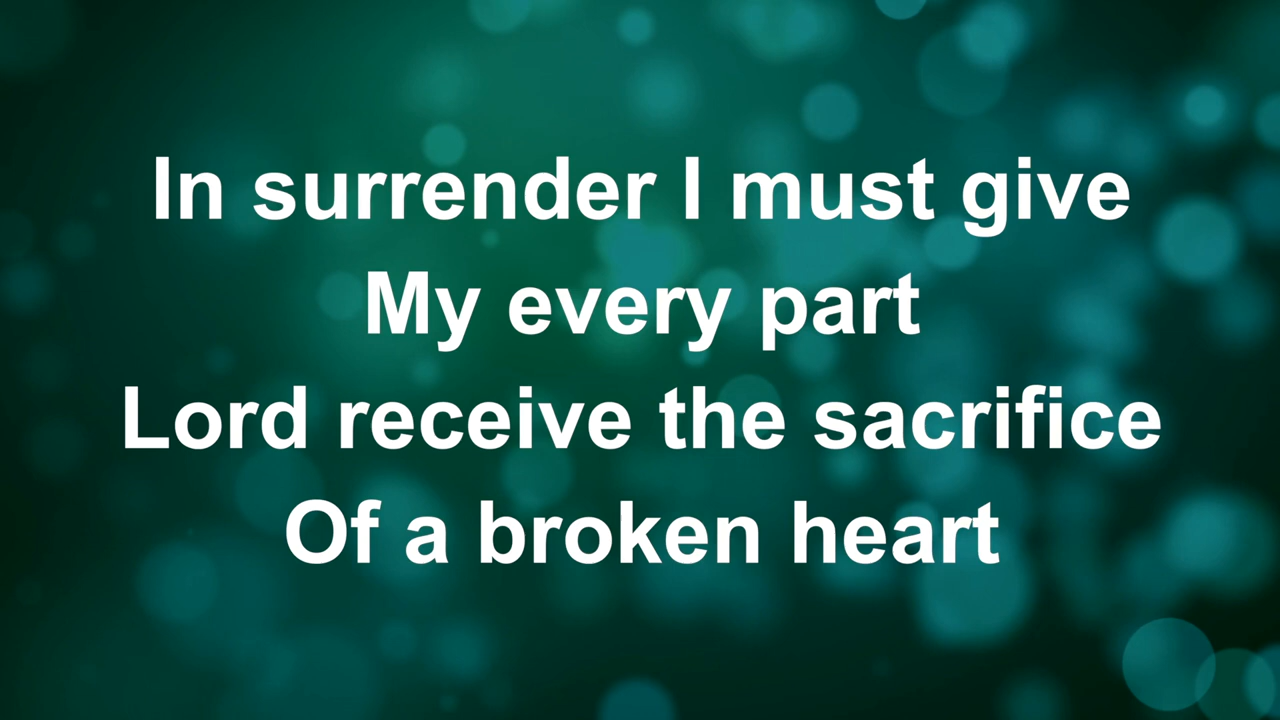 In surrender I must give
My every part
Lord receive the sacrifice
Of a broken heart